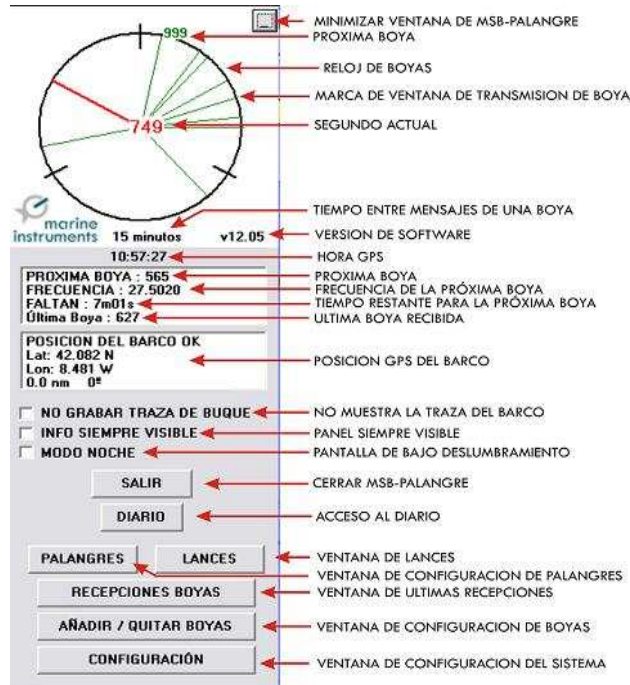 MINIMIZAR VENTANA DE MSB-PALANGRE
999
PROXIMA BOYA
RELOJ DE BOYAS
MARCA DE VENTANA DE TRANSMISION DE BOYA
749
SEGUNDO ACTUAL
marine
instruments
15 minutos
v12.05
TIEMPO ENTRE MENSAJES DE UNA BOYA
VERSION DE SOFTWARE
10:57:27
HORA GPS
PROXIMA BOYA : 565
PROXIMA BOYA
FRECUENCIA : 27.5020
FRECUENCIA DE LA PRÓXIMA BOYA
FALTAN : 7m01s
TIEMPO RESTANTE PARA LA PRÓXIMA BOYA
Última Boya : 627
ULTIMA BOYA RECIBIDA
POSICION DEL BARCO OK
Lat: 42.082 N
Lon: 8.481 W
0.0 nm 0º
POSICION GPS DEL BARCO
NO GRABAR TRAZA DE BUQUE
NO MUESTRA LA TRAZA DEL BARCO
INFO SIEMPRE VISIBLE
PANEL SIEMPRE VISIBLE
MODO NOCHE
PANTALLA DE BAJO DESLUMBRAMIENTO
SALIR
CERRAR MSB-PALANGRE
DIARIO
ACCESO AL DIARIO
PALANGRES
LANCES
VENTANA DE LANCES
VENTANA DE CONFIGURACION DE PALANGRES
RECEPCIONES BOYAS
VENTANA DE ULTIMAS RECEPCIONES
AÑADIR / QUITAR BOYAS
VENTANA DE CONFIGURACION DE BOYAS
CONFIGURACIÓN
VENTANA DE CONFIGURACION DEL SISTEMA